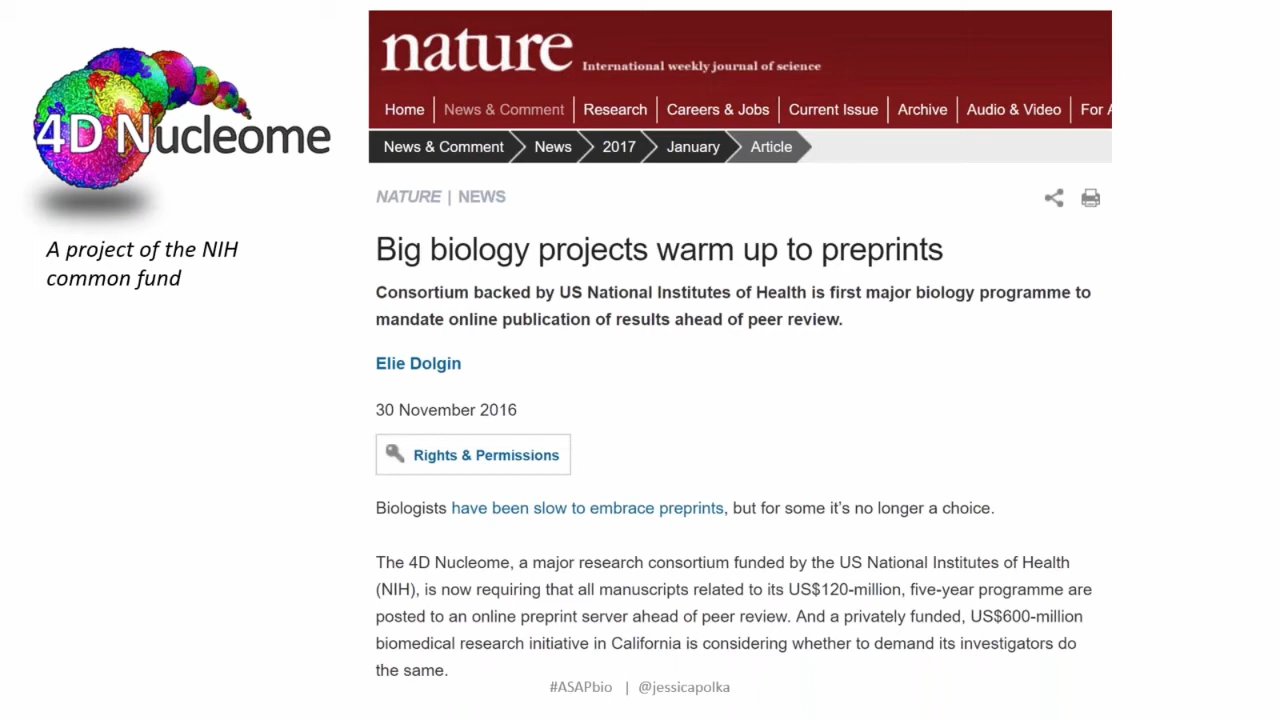 4D Nucleome
A project of the NIH
common fund
nature International weekly journal of science
Home News & Comment Research Careers & Jobs Current Issue Archive Audio & Video For A
News & Comment News 2017 January Article
NATURE | NEWS
Big biology projects warm up to preprints
Consortium backed by US National Institutes of Health is first major biology programme to
mandate online publication of results ahead of peer review.
Elie Dolgin
30 November 2016
Rights & Permissions
Biologists have been slow to embrace preprints, but for some it's no longer a choice.
The 4D Nucleome, a major research consortium funded by the US National Institutes of Health
(NIH), is now requiring that all manuscripts related to its US$120-million, five-year programme are
posted to an online preprint server ahead of peer review. And a privately funded, US$600-million
biomedical research initiative in California is considering whether to demand its investigators do
the same.
#ASAPbio | @jessicapolka